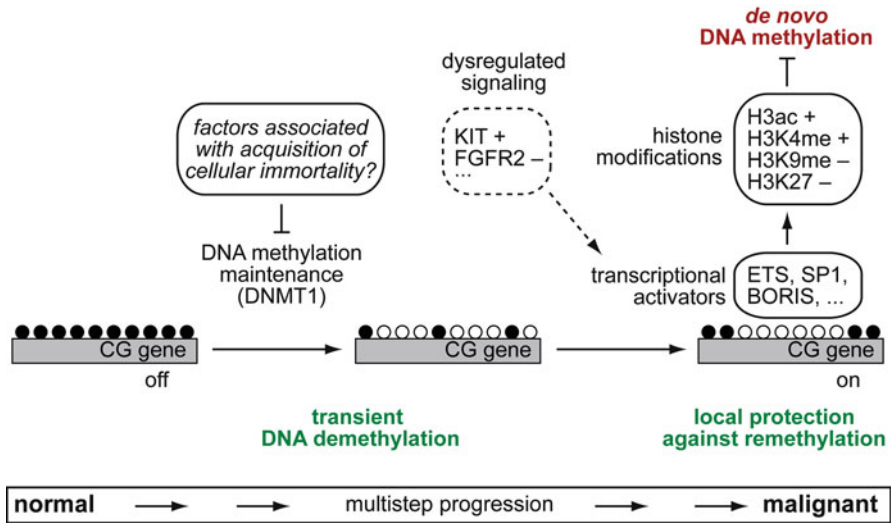 de novo
DNA methylation
dysregulated
signaling
KIT +
FGFR2 –
...
histone
modifications
H3ac +
H3K4me +
H3K9me –
H3K27 –
factors associated
with acquisition of
cellular immortality?
DNA methylation
maintenance
(DNMT1)
transcriptional
activators
ETS, SP1,
BORIS, ...
CG gene
off
CG gene
CG gene
on
transient
DNA demethylation
local protection
against remethylation
normal
multistep progression
malignant